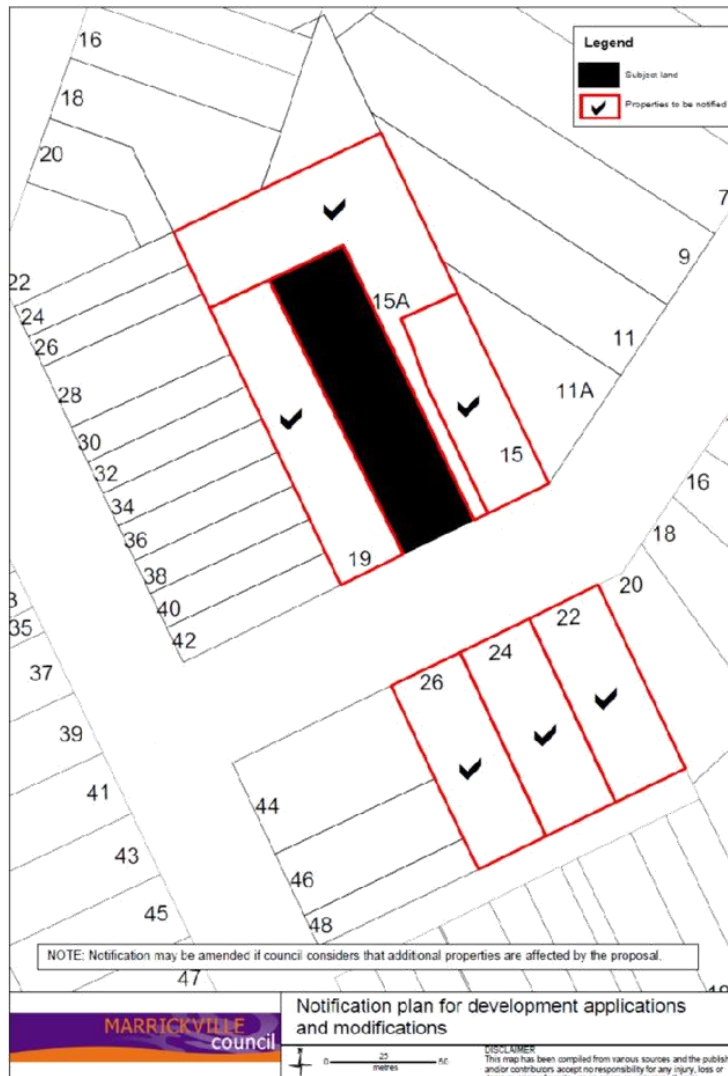 Legend
Subject land
Properties to be notified
16
18
20
22
24
26
28
30
32
34
36
38
40
42
15A
15
19
7
9
11
11A
16
18
20
22
24
26
35
37
39
41
43
45
47
44
46
48
NOTE: Notification may be amended if council considers that additional properties are affected by the proposal.
MARRICKVILLE
council
Notification plan for development applications
and modifications
0 25 50
metres
DISCLAIMER
This map has been compiled from various sources and the
and/or contributors accept no responsibility for any injury, loss or